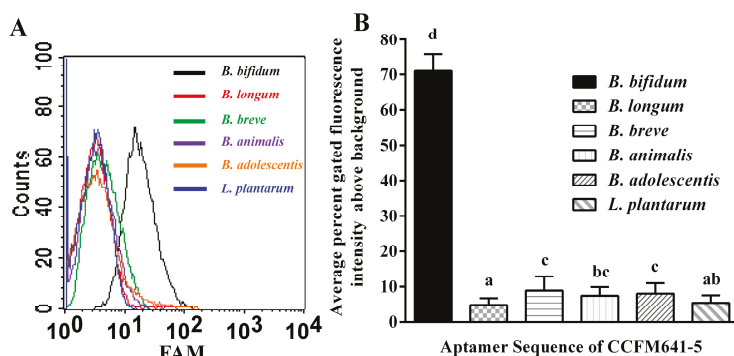 A
Counts
100
80
60
40
20
0
10^0 10^1 10^2 10^3 10^4
FAM
B. bifidum
B. longum
B. breve
B. animalis
B. adolescentis
L. plantarum
B
Average percent gated fluorescence
intensity above background
80
70
60
50
40
30
20
10
0
d
a
c
bc
c
ab
B. bifidum
B. longum
B. breve
B. animalis
B. adolescentis
L. plantarum
Aptamer Sequence of CCFM641-5